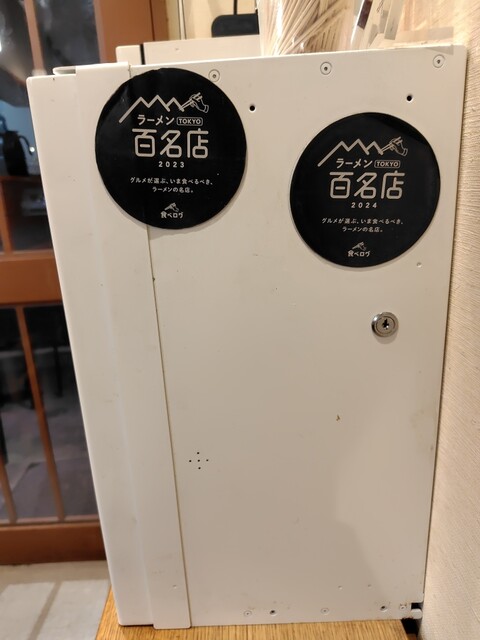 ラーメン TOKYO
百名店
2023
グルメが選ぶ、いま食べるべき、
ラーメンの名店。
食べログ
ラーメン TOKYO
百名店
2024
グルメが選ぶ、いま食べるべき、
ラーメンの名店。
食べログ